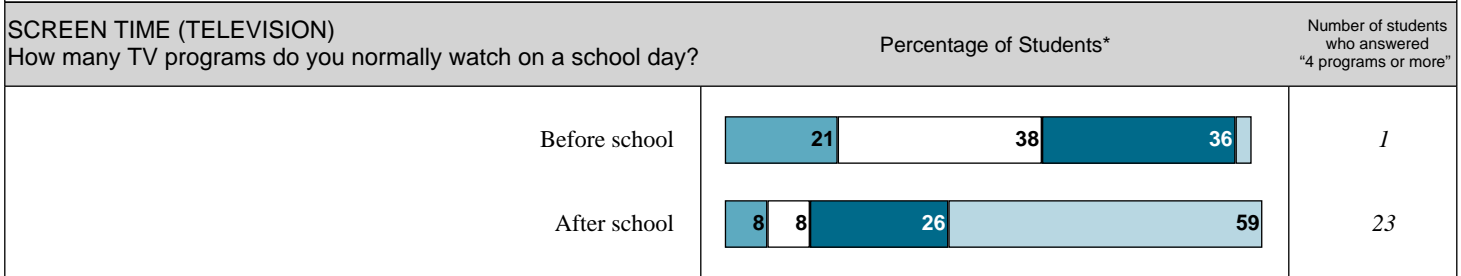 SCREEN TIME (TELEVISION)
How many TV programs do you normally watch on a school day?
Percentage of Students*
Number of students
who answered
“4 programs or more”
Before school
21
38
36
1
After school
8
8
26
59
23